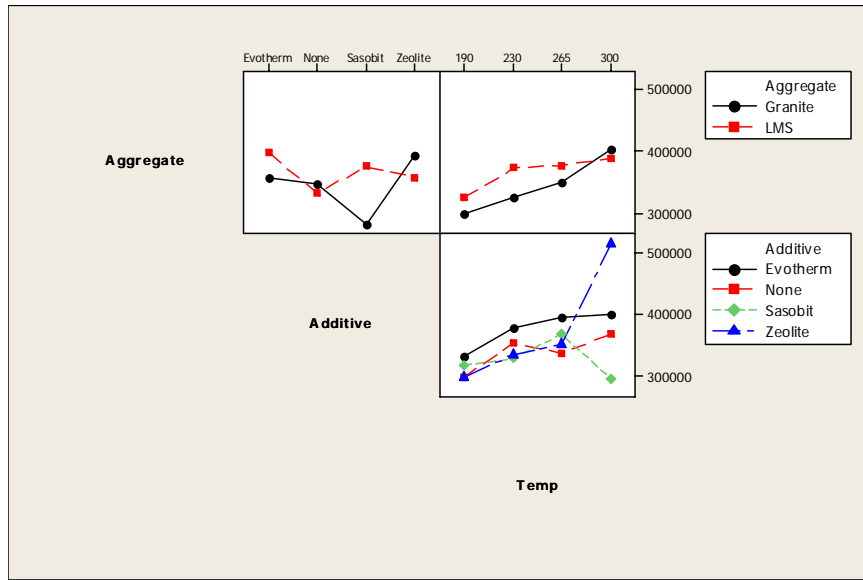 Evotherm None Sasobit Zeolite 190 230 265 300
500000
400000
300000
Aggregate
Granite
LMS
Aggregate
500000
400000
300000
Additive
Evotherm
None
Sasobit
Zeolite
Additive
Temp